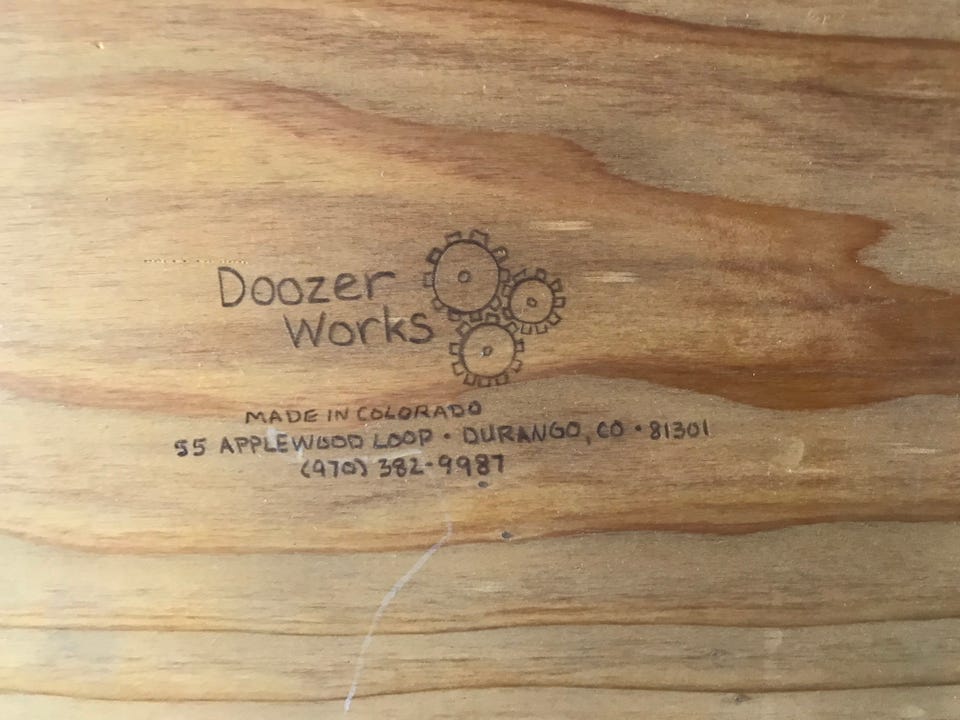 Doozer
Works
MADE IN COLORADO
55 APPLEWOOD LOOP • DURANGO, CO • 81301
(970) 382-9987